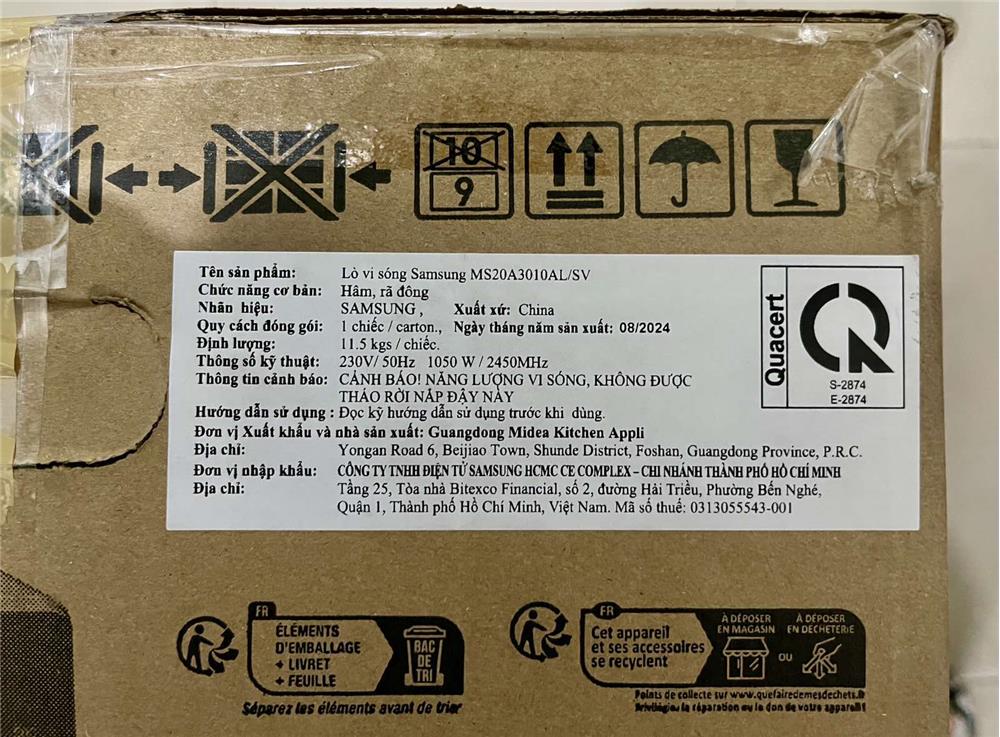 10
9
Tên sản phẩm: Lò vi sóng Samsung MS20A3010AL/SV
Chức năng cơ bản: Hâm, rã đông
Nhãn hiệu: SAMSUNG, Xuất xứ: China
Quy cách đóng gói: 1 chiếc / carton., Ngày tháng năm sản xuất: 08/2024
Định lượng: 11.5 kgs / chiếc.
Thông số kỹ thuật: 230V/ 50Hz 1050 W / 2450MHz
Thông tin cảnh báo: CẢNH BÁO! NĂNG LƯỢNG VI SÓNG, KHÔNG ĐƯỢC
THÁO RỜI NẮP ĐẬY NÀY
Hướng dẫn sử dụng : Đọc kỹ hướng dẫn sử dụng trước khi dùng.
Đơn vị Xuất khẩu và nhà sản xuất: Guangdong Midea Kitchen Appli
Địa chỉ: Yongan Road 6, Beijiao Town, Shunde District, Foshan, Guangdong Province, P.R.C.
Đơn vị nhập khẩu: CÔNG TY TNHH ĐIỆN TỬ SAMSUNG HCMC CE COMPLEX – CHI NHÁNH THÀNH PHỐ HỒ CHÍ MINH
Địa chỉ: Tầng 25, Tòa nhà Bitexco Financial, số 2, đường Hải Triều, Phường Bến Nghé,
Quận 1, Thành phố Hồ Chí Minh, Việt Nam. Mã số thuế: 0313055543-001
Quacert
S-2874
E-2874
FR
ÉLÉMENTS
D'EMBALLAGE
+ LIVRET
+ FEUILLE
BAC
DE
TRI
Séparez les éléments avant de trier
FR
Cet appareil
et ses accessoires
se recyclent
À DÉPOSER
EN MAGASIN
OU
À DÉPOSER
EN DÉCHÈTERIE
Points de collecte sur www.quefairedemesdechets.fr
Privilégiez la réparation ou le don de votre appareil !